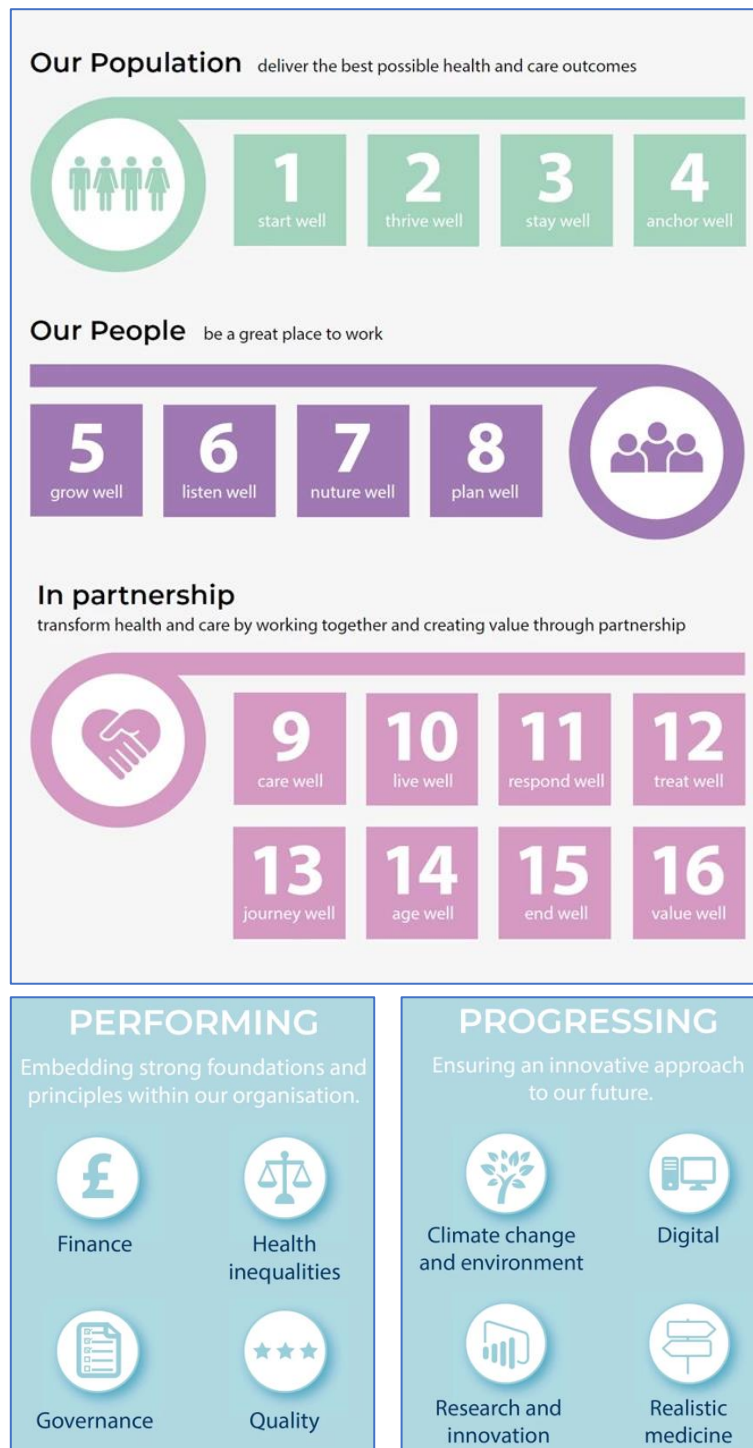 Our Population deliver the best possible health and care outcomes
1 2 3 4
start well thrive well stay well anchor well
Our People be a great place to work
5 6 7 8
grow well listen well nuture well plan well
In partnership
transform health and care by working together and creating value through partnership
9 10 11 12
care well live well respond well treat well
13 14 15 16
journey well age well end well value well
PERFORMING
Embedding strong foundations and
principles within our organisation.
£
Finance
Health
inequalities
Governance
Quality
PROGRESSING
Ensuring an innovative approach
to our future.
Climate change
and environment
Digital
Research and
innovation
Realistic
medicine